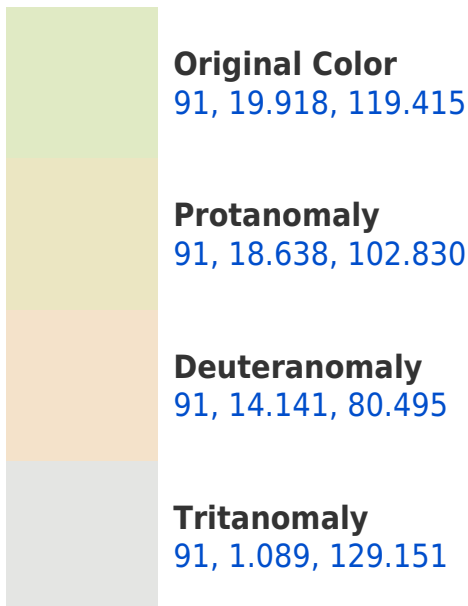 Original Color
91, 19.918, 119.415
Protanomaly
91, 18.638, 102.830
Deuteranomaly
91, 14.141, 80.495
Tritanomaly
91, 1.089, 129.151